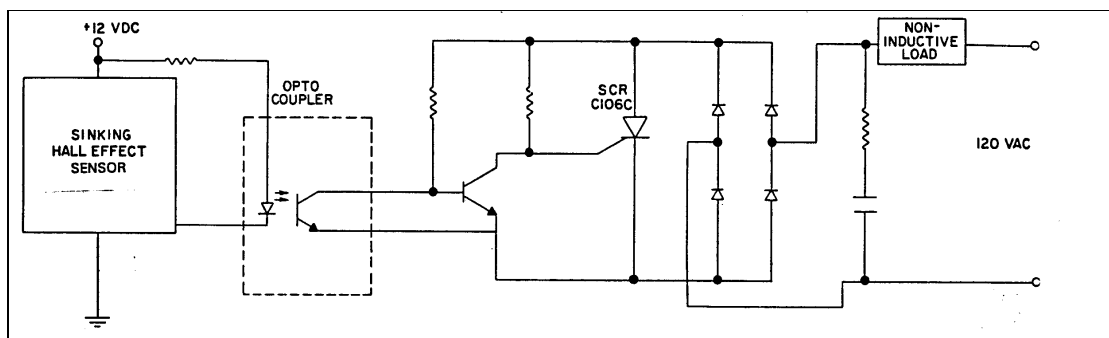 +12 VDC
SINKING
HALL EFFECT
SENSOR
OPTO
COUPLER
SCR
C106C
NON-
INDUCTIVE
LOAD
120 VAC